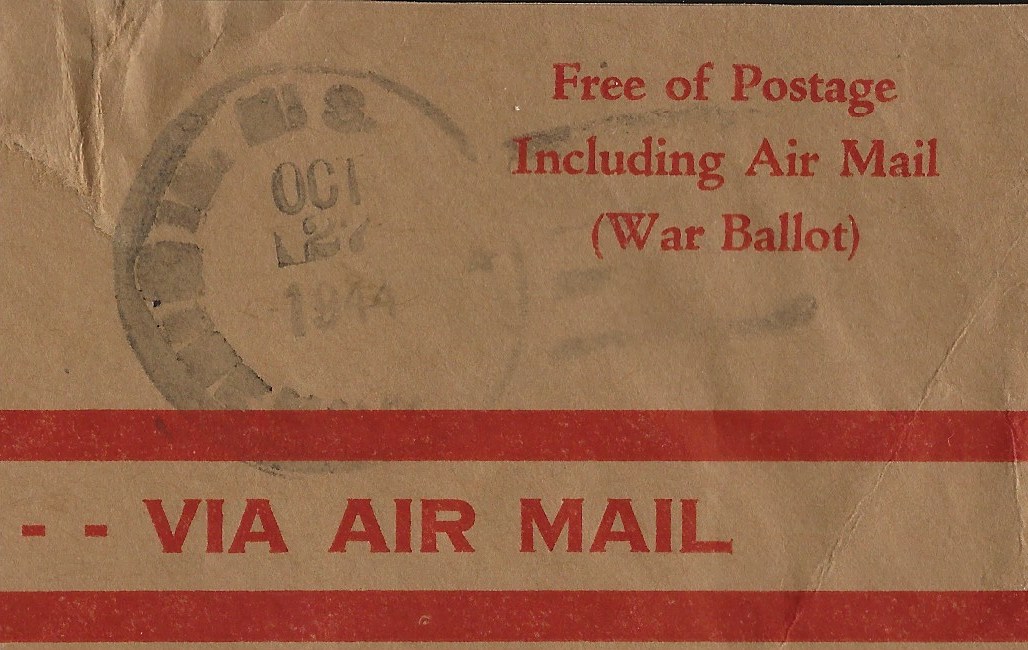 Free of Postage
Including Air Mail
(War Ballot)
OCT
1944
- - VIA AIR MAIL